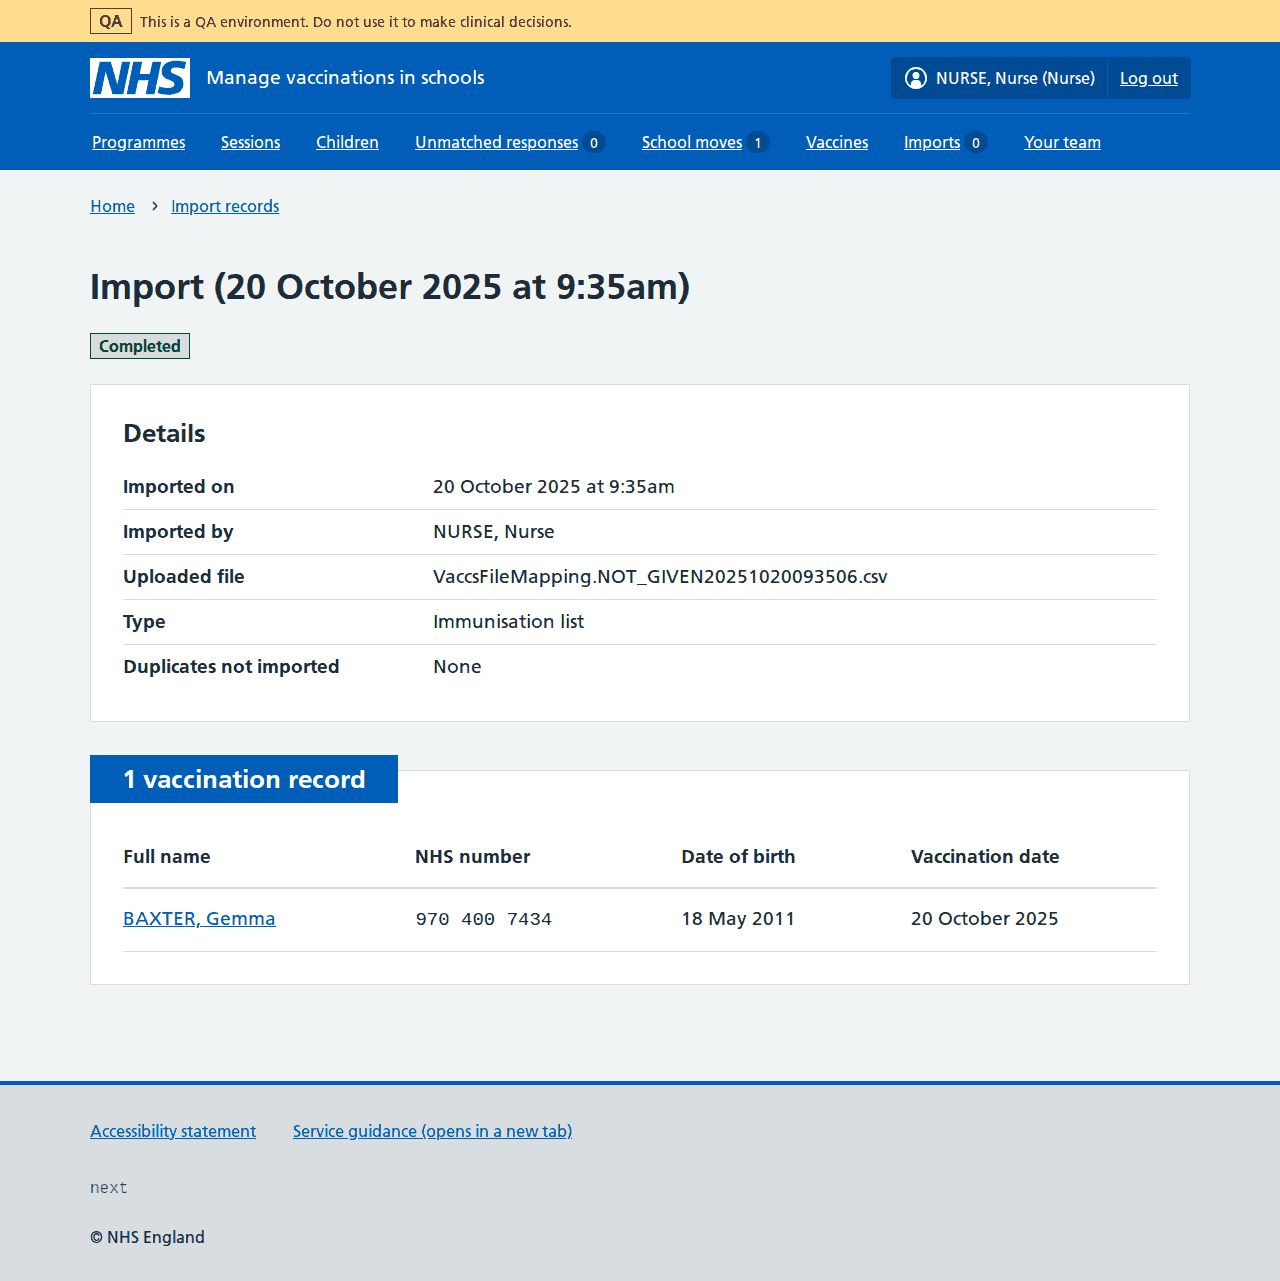 QA This is a QA environment. Do not use it to make clinical decisions.
NHS Manage vaccinations in schools NURSE, Nurse (Nurse) Log out
Programmes Sessions Children Unmatched responses 0 School moves 1 Vaccines Imports 0 Your team
Home > Import records
Import (20 October 2025 at 9:35am)
Completed
Details
Imported on 20 October 2025 at 9:35am
Imported by NURSE, Nurse
Uploaded file VaccsFileMapping.NOT_GIVEN20251020093506.csv
Type Immunisation list
Duplicates not imported None
1 vaccination record
Full name NHS number Date of birth Vaccination date
BAXTER, Gemma 970 400 7434 18 May 2011 20 October 2025
Accessibility statement Service guidance (opens in a new tab)
next
© NHS England